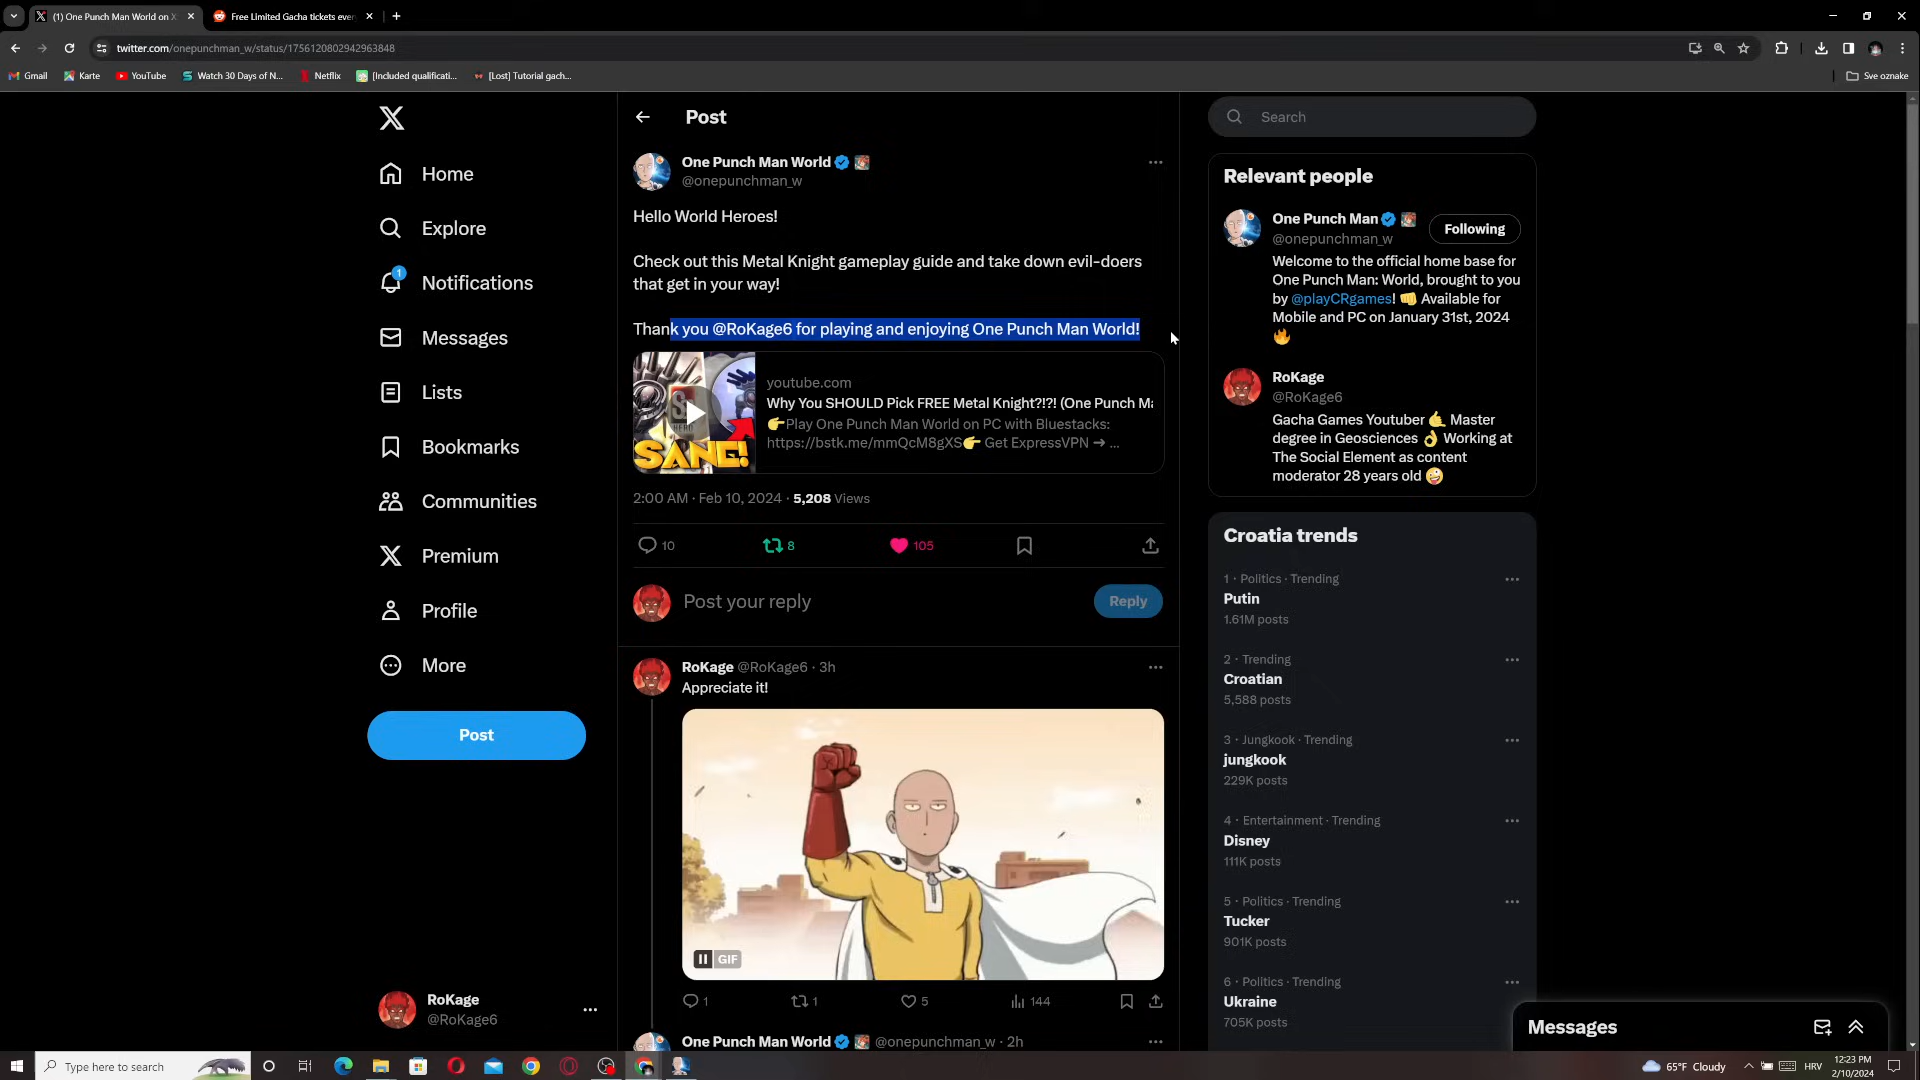 (1) One Punch Man World on X
Free Limited Gacha tickets ever
twitter.com/onepunchman_w/status/1756120802942963848
Gmail
Karte
YouTube
Watch 30 Days of N...
Netflix
[Included qualificati...
[Lost] Tutorial gach...
Sve oznake
Home
Explore
1
Notifications
Messages
Lists
Bookmarks
Communities
Premium
Profile
More
Post
RoKage
@RoKage6
Post
One Punch Man World
@onepunchman_w
Hello World Heroes!
Check out this Metal Knight gameplay guide and take down evil-doers
that get in your way!
Thank you @RoKage6 for playing and enjoying One Punch Man World!
SANE!
youtube.com
Why You SHOULD Pick FREE Metal Knight?!?! (One Punch Ma
👉Play One Punch Man World on PC with Bluestacks:
https://bstk.me/mmQcM8gXS👉 Get ExpressVPN ➔ ...
2:00 AM · Feb 10, 2024 · 5,208 Views
10
8
105
Post your reply
Reply
RoKage @RoKage6 · 3h
Appreciate it!
GIF
1
1
5
144
One Punch Man World @onepunchman_w · 2h
Search
Relevant people
One Punch Man
@onepunchman_w
Following
Welcome to the official home base for
One Punch Man: World, brought to you
by @playCRgames! 👊 Available for
Mobile and PC on January 31st, 2024
🔥
RoKage
@RoKage6
Gacha Games Youtuber 🤙 Master
degree in Geosciences 👌 Working at
The Social Element as content
moderator 28 years old 🤪
Croatia trends
1 · Politics · Trending
Putin
1.61M posts
2 · Trending
Croatian
5,588 posts
3 · Jungkook · Trending
jungkook
229K posts
4 · Entertainment · Trending
Disney
111K posts
5 · Politics · Trending
Tucker
901K posts
6 · Politics · Trending
Ukraine
705K posts
Messages
Type here to search
65°F Cloudy
HRV
12:23 PM
2/10/2024